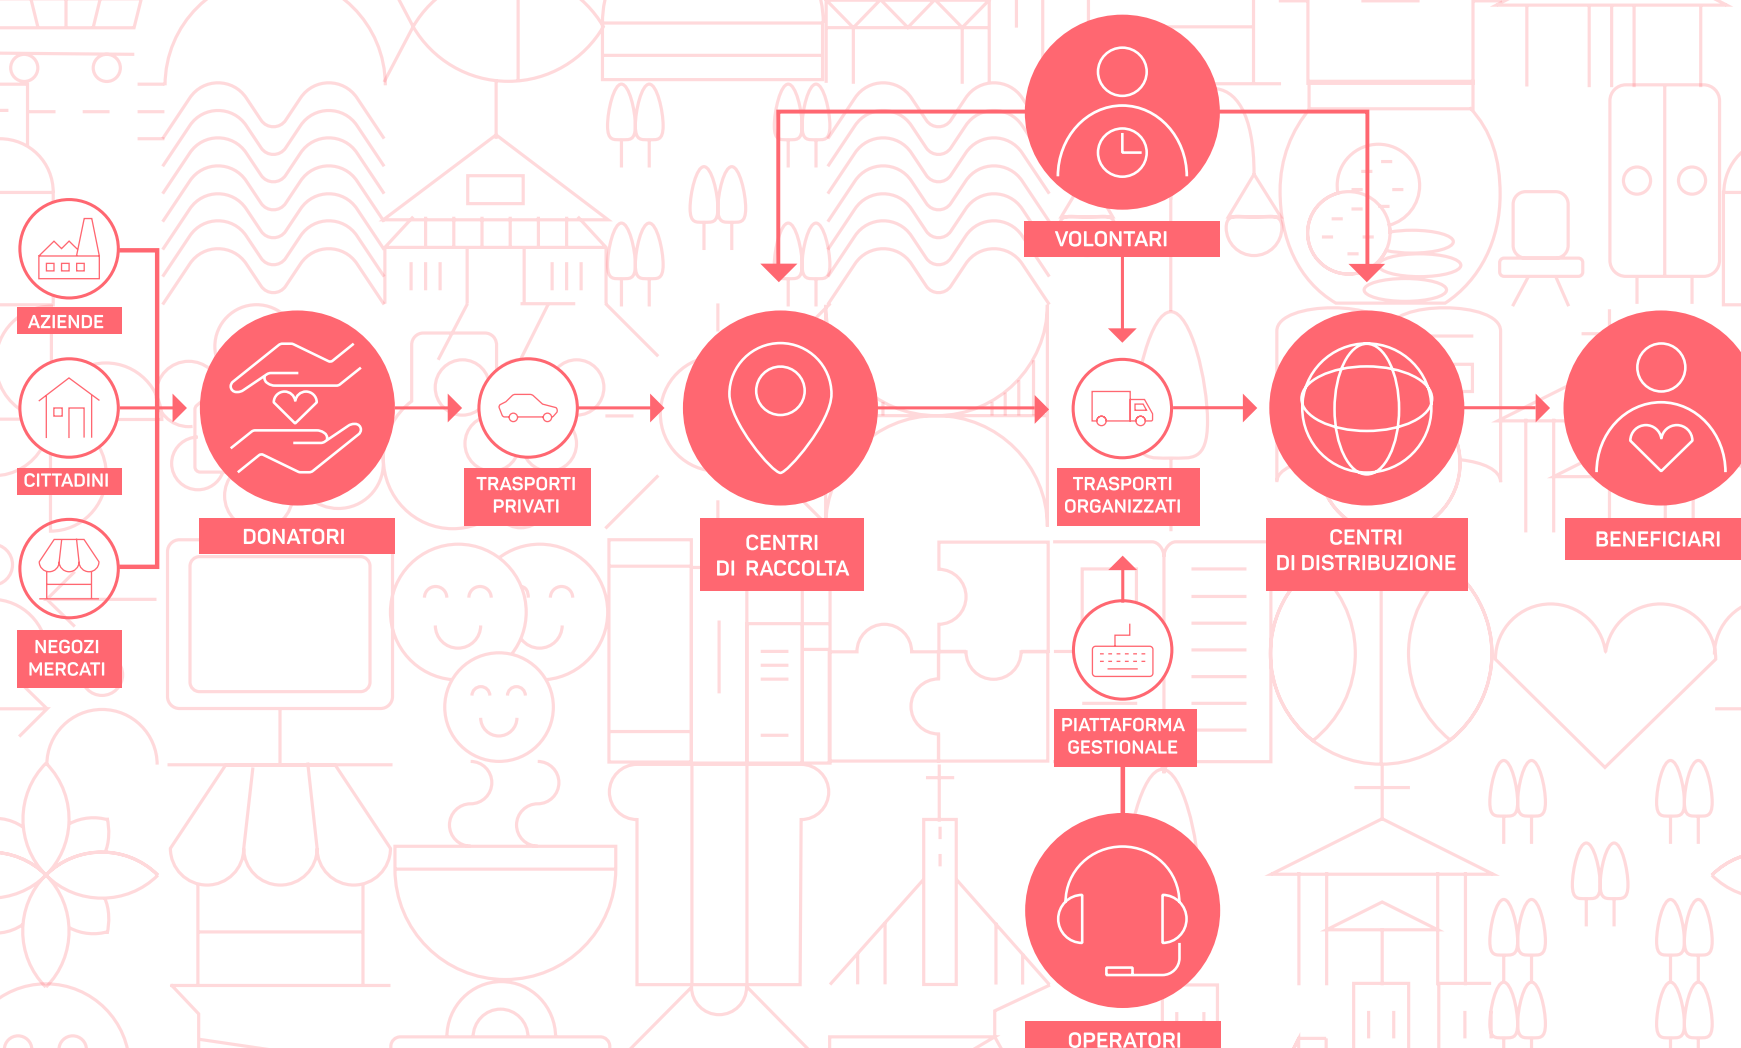 VOLONTARI
AZIENDE
CITTADINI
NEGOZI
MERCATI
DONATORI
TRASPORTI
PRIVATI
CENTRI
DI RACCOLTA
TRASPORTI
ORGANIZZATI
CENTRI
DI DISTRIBUZIONE
BENEFICIARI
PIATTAFORMA
GESTIONALE
OPERATORI